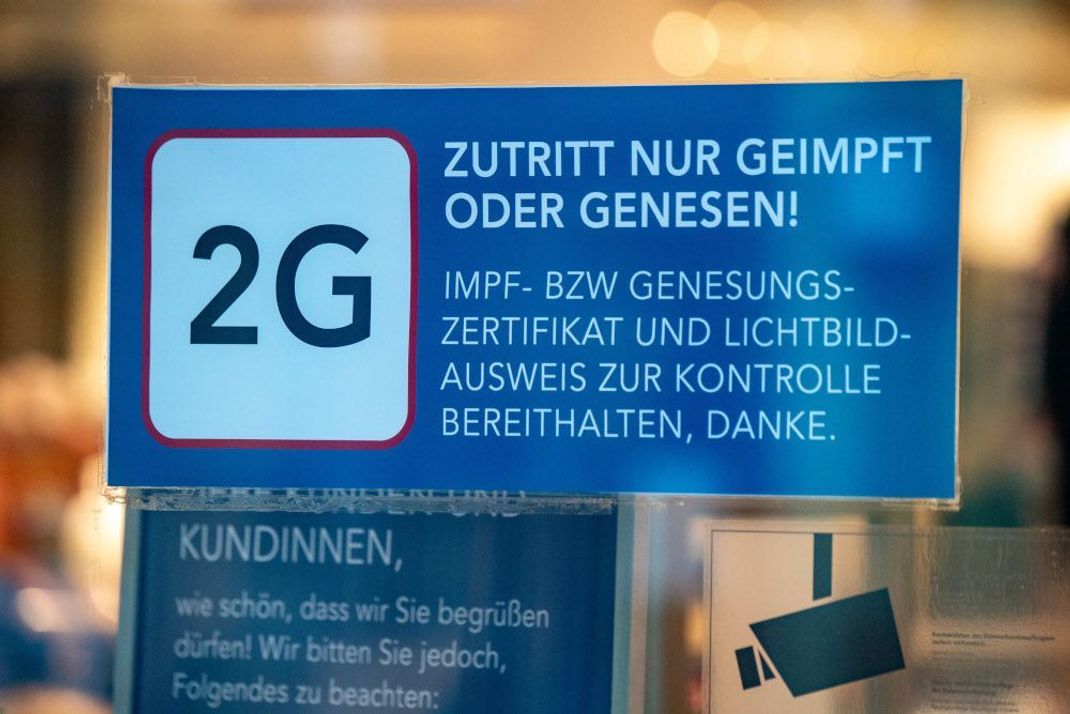 2G
ZUTRITT NUR GEIMPFT
ODER GENESEN!
IMPF- BZW GENESUNGS-
ZERTIFIKAT UND LICHTBILD-
AUSWEIS ZUR KONTROLLE
BEREITHALTEN, DANKE.
UND
KUNDINNEN,
wie schön, dass wir Sie begrüßen
dürfen! Wir bitten Sie jedoch,
Folgendes zu beachten: